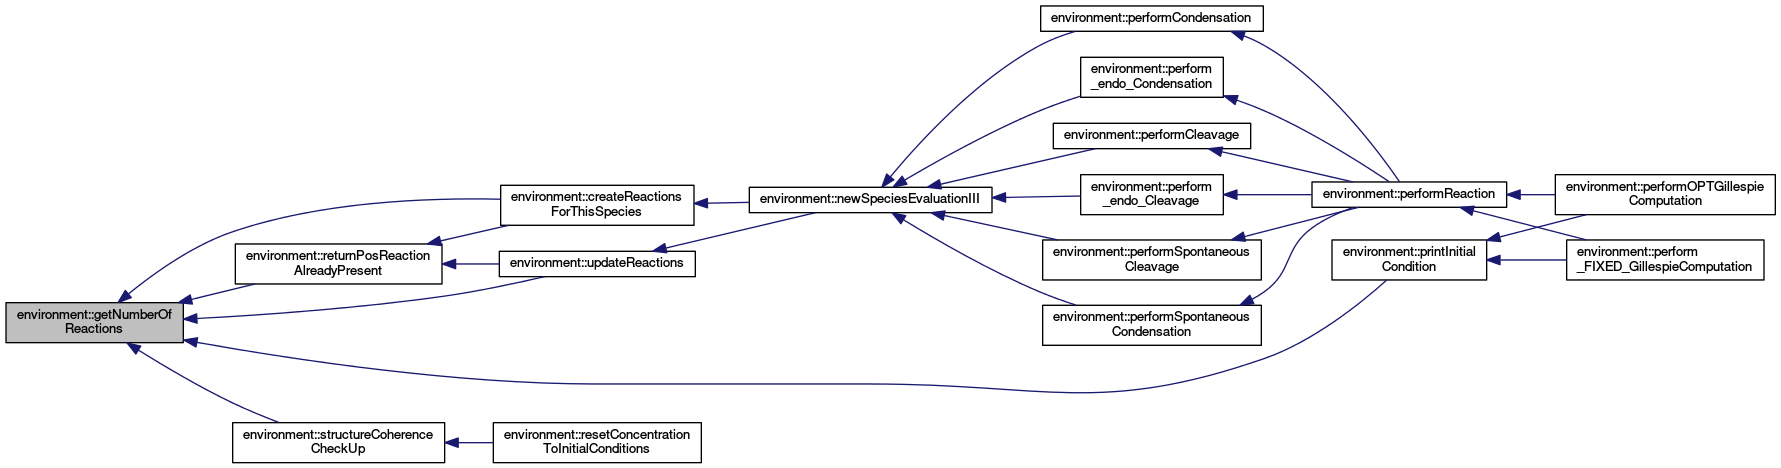 environment::getNumberOf
Reactions
environment::createReactions
ForThisSpecies
environment::returnPosReaction
AlreadyPresent
environment::updateReactions
environment::structureCoherence
CheckUp
environment::resetConcentration
ToInitialConditions
environment::newSpeciesEvaluationIII
environment::performCondensation
environment::perform
_endo_Condensation
environment::performCleavage
environment::perform
_endo_Cleavage
environment::performSpontaneous
Cleavage
environment::performSpontaneous
Condensation
environment::performReaction
environment::printInitial
Condition
environment::performOPTGillespie
Computation
environment::perform
_FIXED_GillespieComputation